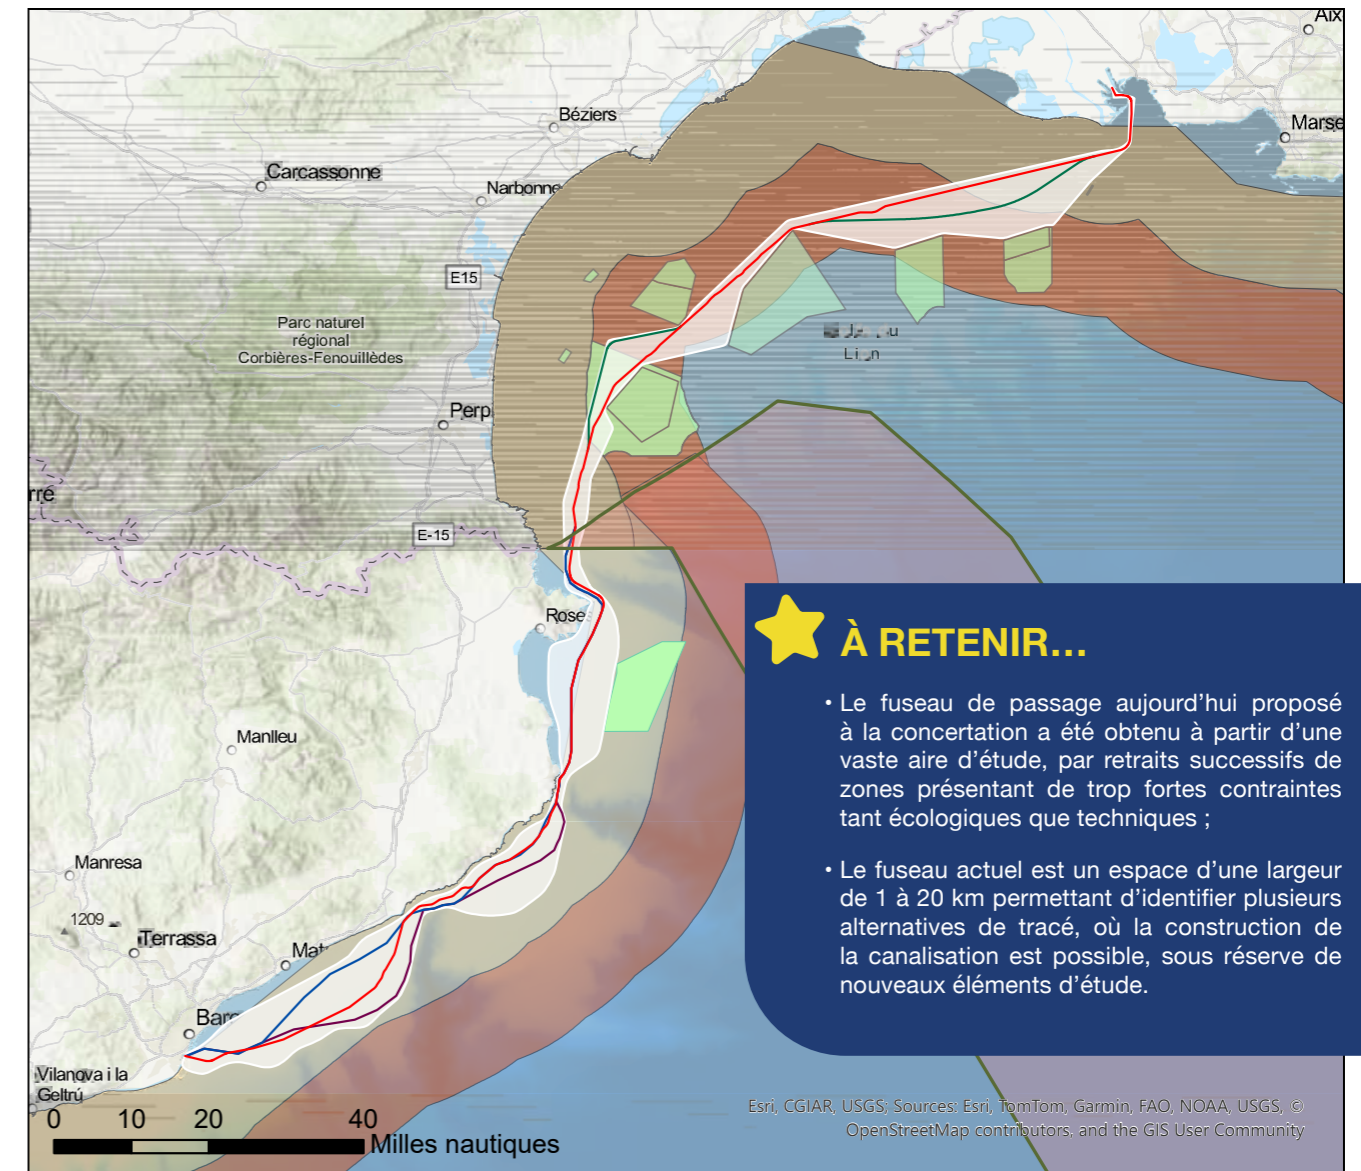 Aix
Béziers
Marse
Carcassonne
Narbonne
E15
Parc naturel
régional
Corbières-Fenouillèdes
Perp
rré
E-15
Rose
Manlleu
Manresa
1209
Terrassa
Mat
Barc
Vilanova i la
Geltrú
0 10 20 40
Milles nautiques
À RETENIR...
• Le fuseau de passage aujourd'hui proposé
à la concertation a été obtenu à partir d'une
vaste aire d'étude, par retraits successifs de
zones présentant de trop fortes contraintes
tant écologiques que techniques ;
• Le fuseau actuel est un espace d'une largeur
de 1 à 20 km permettant d'identifier plusieurs
alternatives de tracé, où la construction de
la canalisation est possible, sous réserve de
nouveaux éléments d'étude.
Esri, CGIAR, USGS; Sources: Esri, TomTom, Garmin, FAO, NOAA, USGS, ©
OpenStreetMap contributors, and the GIS User Community